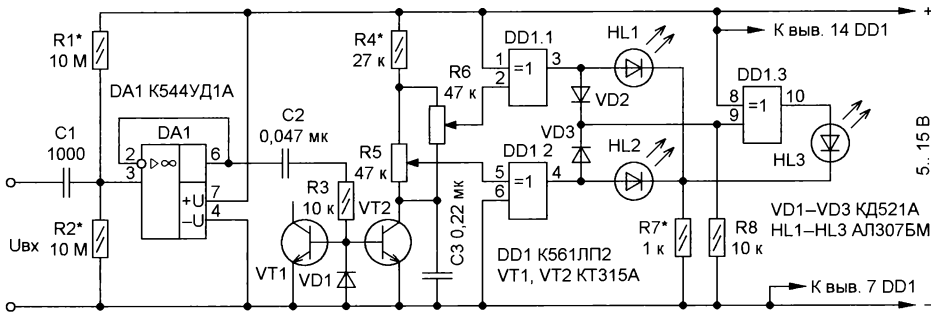 R1*
10 М
R4*
27 к
R6
47 к
DD1.1
1
2
=1
3
HL1
К выв. 14 DD1
+
DA1 К544УД1А
C1
1000
2
3
DA1
▷∞
6
7
+U
4
−U
C2
0,047 мк
R5
47 к
VD2
VD3
DD1.3
8
9
=1
10
HL3
5...15 В
Uвх
R2*
10 М
R3
10 к
VT1
VD1
VT2
C3 0,22 мк
DD1.2
5
6
=1
4
HL2
DD1 К561ЛП2
VT1, VT2 КТ315А
R7*
1 к
R8
10 к
VD1–VD3 КД521А
HL1–HL3 АЛ307БМ
К выв. 7 DD1
−